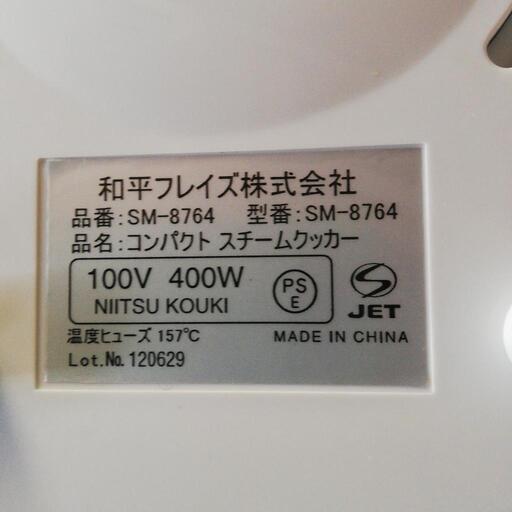 和平フレイズ株式会社
品番:SM-8764 型番:SM-8764
品名:コンパクト スチームクッカー
100V 400W
NIITSU KOUKI
PS
E
S
JET
温度ヒューズ 157℃
MADE IN CHINA
Lot.No. 120629